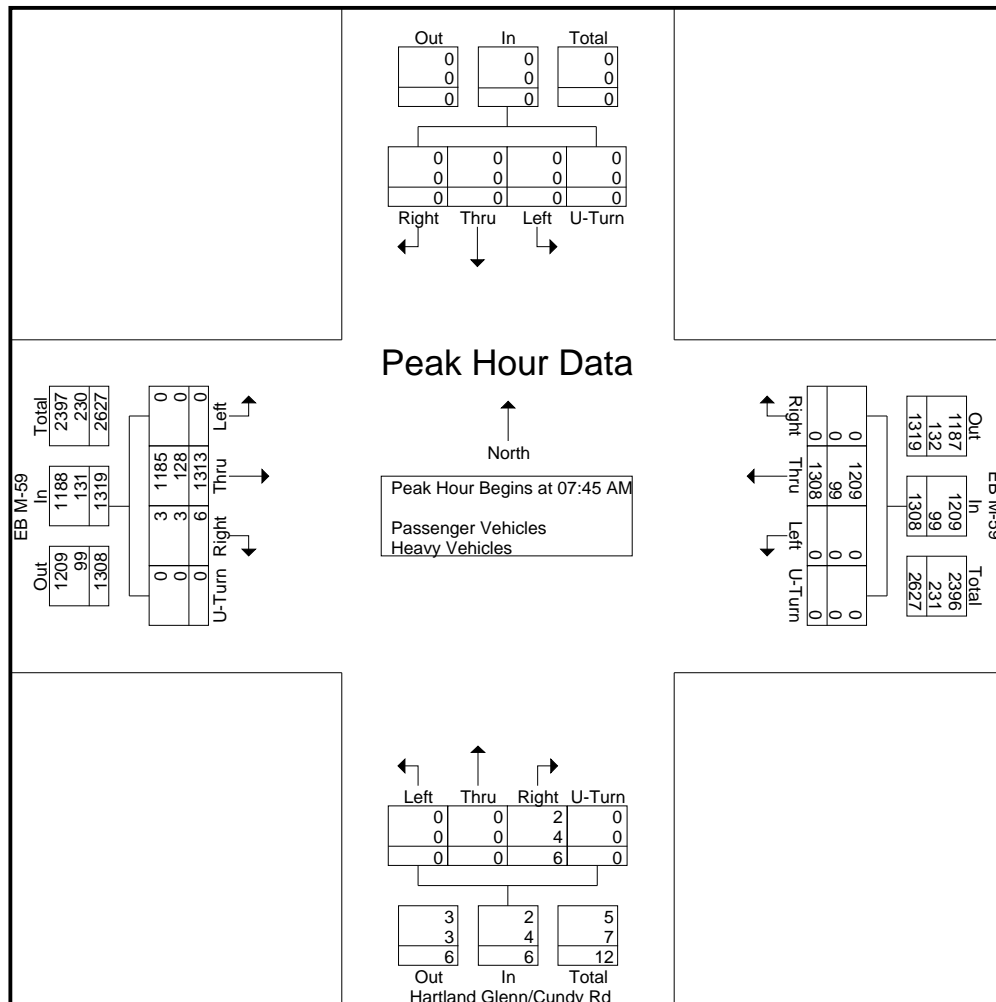 Out In Total
0 0 0
0 0 0
0 0 0
0 0 0 0
0 0 0 0
0 0 0 0
Right Thru Left U-Turn
Peak Hour Data
North
Peak Hour Begins at 07:45 AM
Passenger Vehicles
Heavy Vehicles
EB M-59
Out In Total
1209 1188 2397
99 131 230
1308 1319 2627
U-Turn Right Thru Left
0 3 1185 0
0 3 128 0
0 6 1313 0
EB M-59
Out In Total
1187 1209 2396
132 99 231
1319 1308 2627
0 1209 0 0
0 99 0 0
0 1308 0 0
Right Thru Left U-Turn
Left Thru Right U-Turn
0 0 2 0
0 0 4 0
0 0 6 0
3 2 5
3 4 7
6 6 12
Out In Total
Hartland Glenn/Cundy Rd